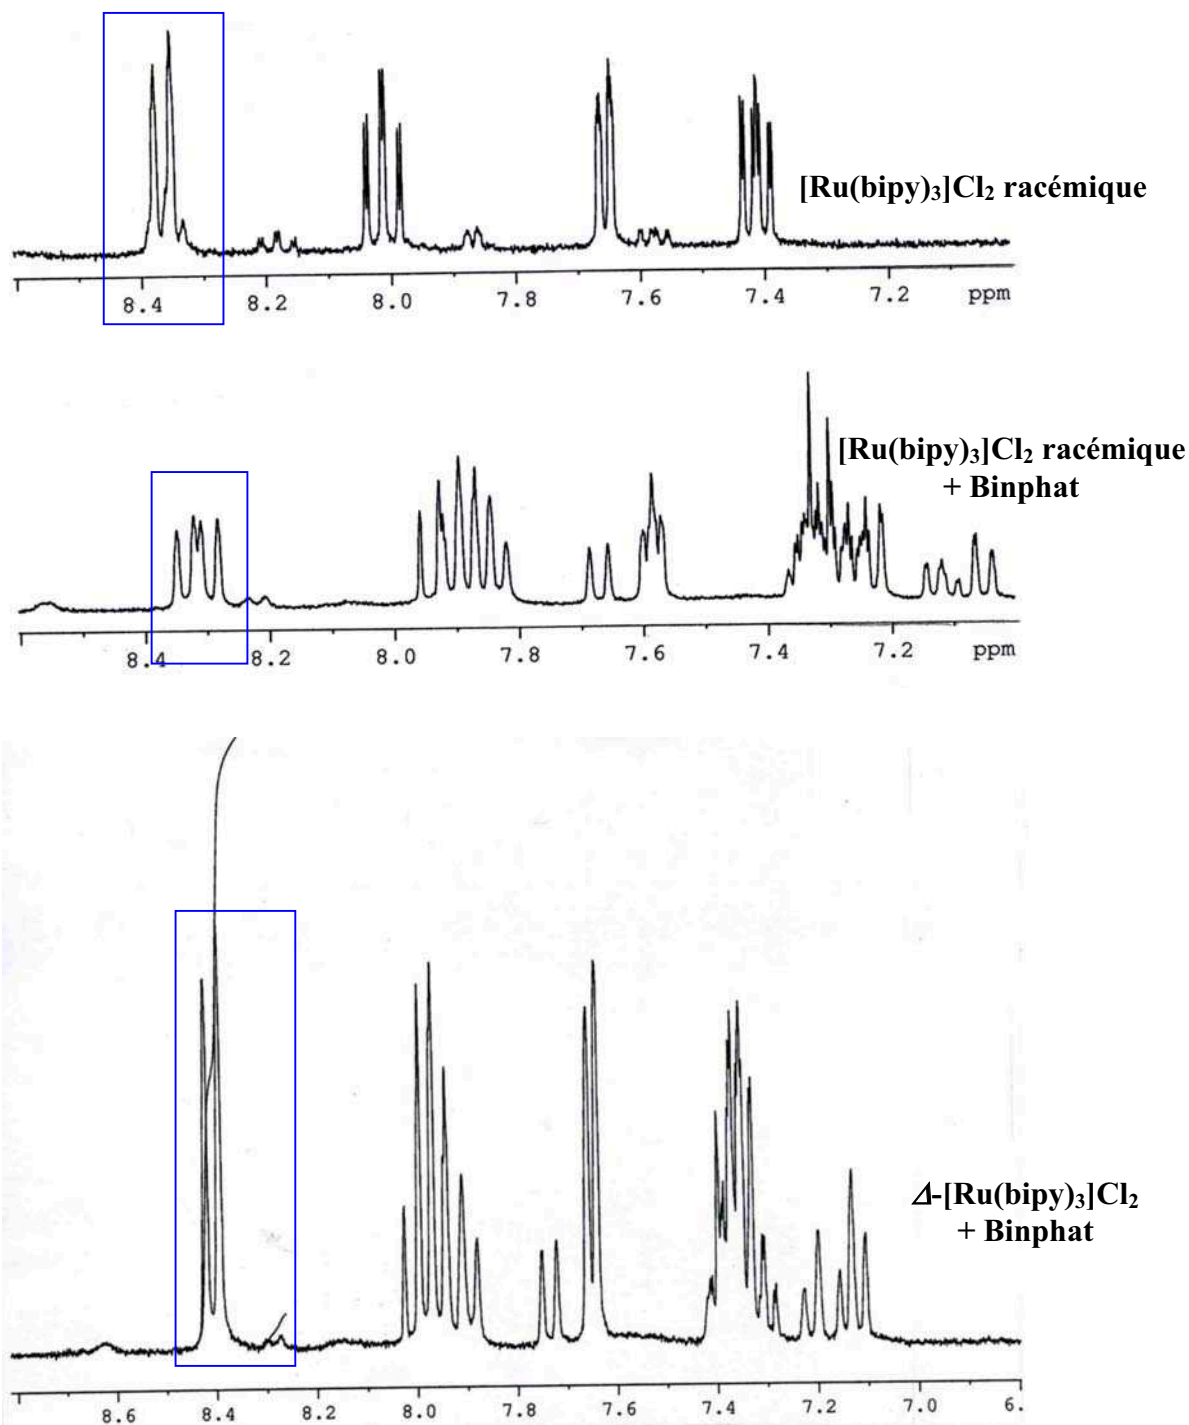 [Ru(bipy)₃]Cl₂ racémique
8.4 8.2 8.0 7.8 7.6 7.4 7.2 ppm
[Ru(bipy)₃]Cl₂ racémique
+ Binphat
8.4 8.2 8.0 7.8 7.6 7.4 7.2 ppm
Δ-[Ru(bipy)₃]Cl₂
+ Binphat
8.6 8.4 8.2 8.0 7.8 7.6 7.4 7.2 7.0 6.